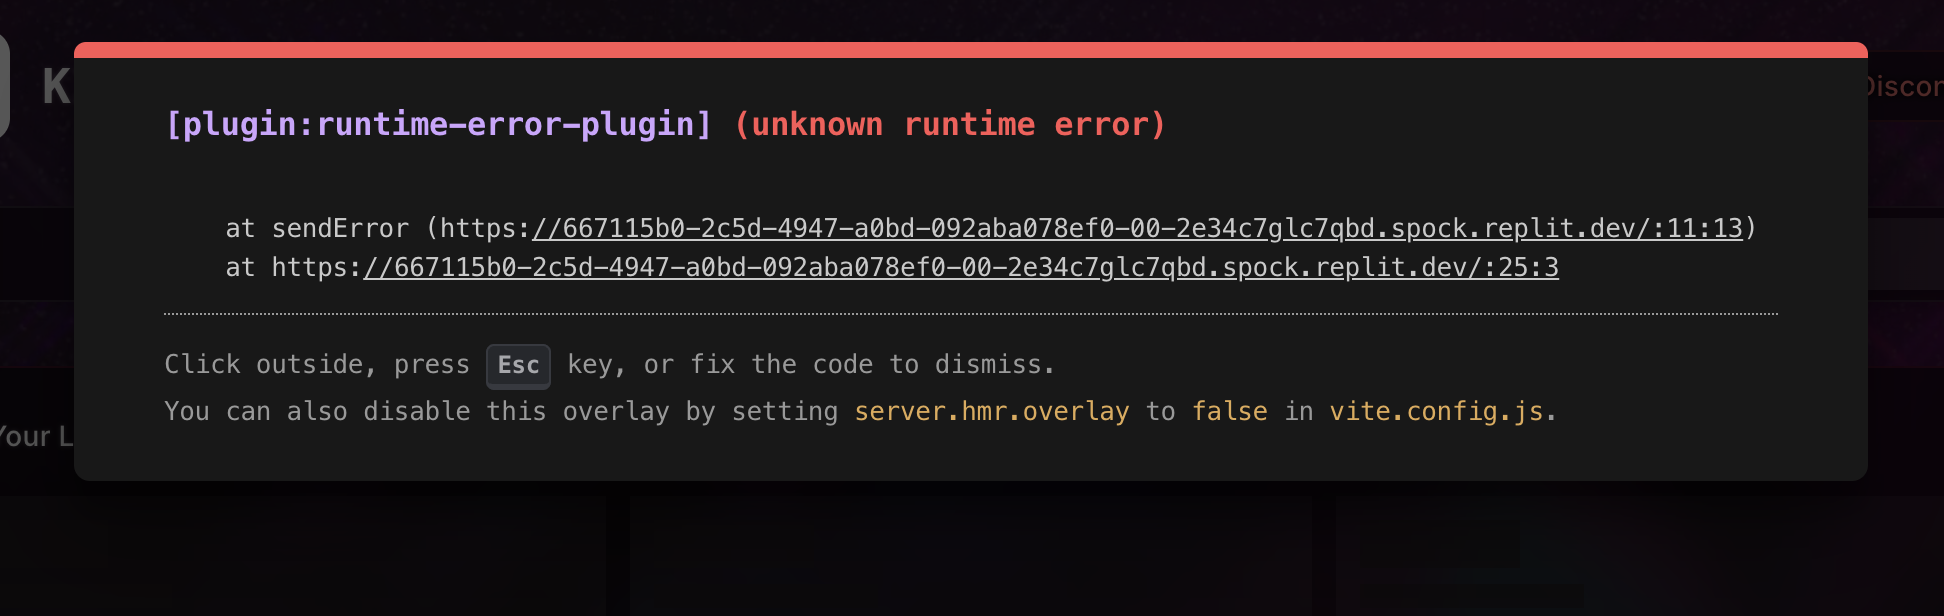 K
Discon
[plugin:runtime-error-plugin] (unknown runtime error)
at sendError (https://667115b0-2c5d-4947-a0bd-092aba078ef0-00-2e34c7glc7qbd.spock.replit.dev/:11:13)
at https://667115b0-2c5d-4947-a0bd-092aba078ef0-00-2e34c7glc7qbd.spock.replit.dev/:25:3
Click outside, press Esc key, or fix the code to dismiss.
You can also disable this overlay by setting server.hmr.overlay to false in vite.config.js.
Your L